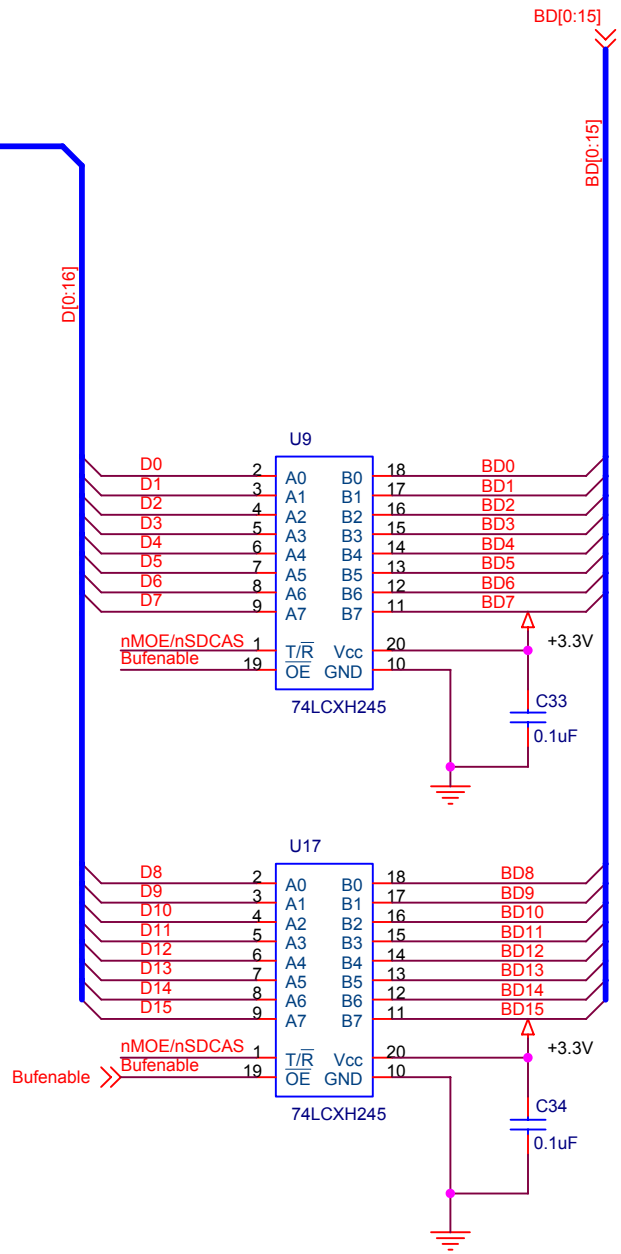 BD[0:15]
BD[0:15]
D[0:16]
U9
D0 2 A0 B0 18 BD0
D1 3 A1 B1 17 BD1
D2 4 A2 B2 16 BD2
D3 5 A3 B3 15 BD3
D4 6 A4 B4 14 BD4
D5 7 A5 B5 13 BD5
D6 8 A6 B6 12 BD6
D7 9 A7 B7 11 BD7
+3.3V
nMOE/nSDCAS 1 T/R̅ Vcc 20
Bufenable 19 O̅E̅ GND 10
74LCXH245
C33
0.1uF
U17
D8 2 A0 B0 18 BD8
D9 3 A1 B1 17 BD9
D10 4 A2 B2 16 BD10
D11 5 A3 B3 15 BD11
D12 6 A4 B4 14 BD12
D13 7 A5 B5 13 BD13
D14 8 A6 B6 12 BD14
D15 9 A7 B7 11 BD15
+3.3V
nMOE/nSDCAS 1 T/R̅ Vcc 20
Bufenable Bufenable 19 O̅E̅ GND 10
74LCXH245
C34
0.1uF